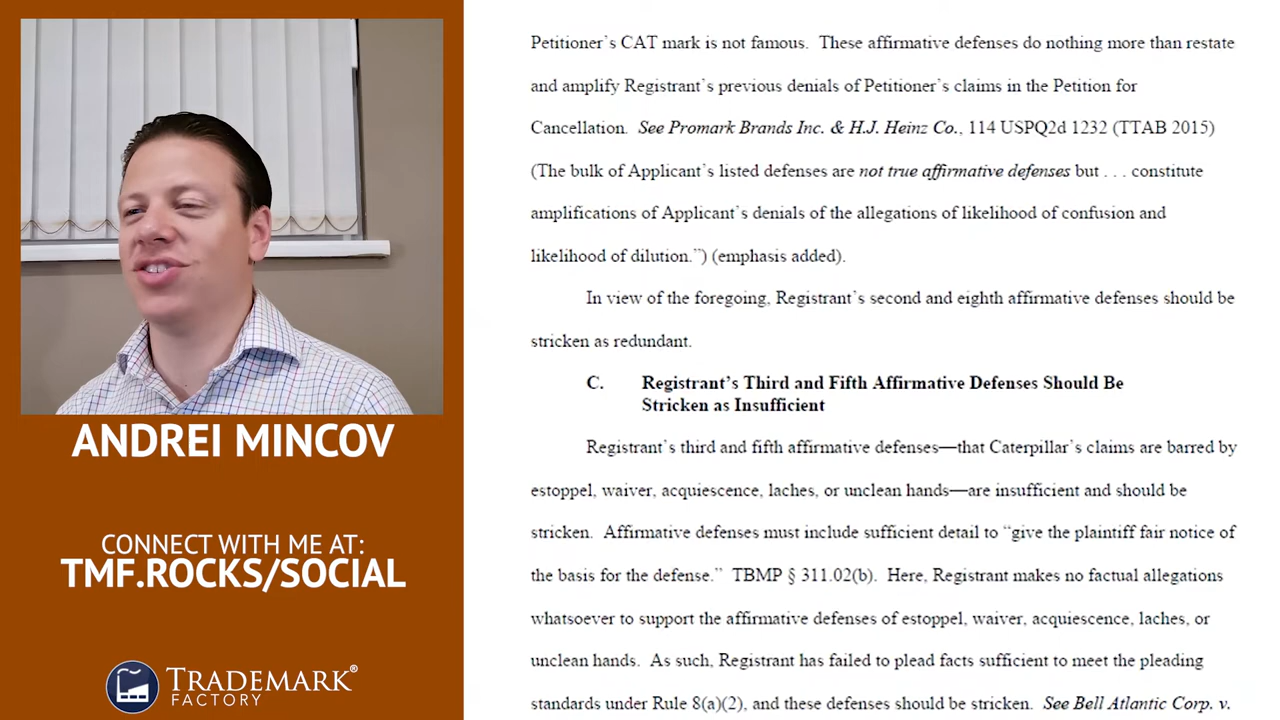 ANDREI MINCOV
CONNECT WITH ME AT:
TMF.ROCKS/SOCIAL
TRADEMARK®
FACTORY
Petitioner's CAT mark is not famous. These affirmative defenses do nothing more than restate
and amplify Registrant's previous denials of Petitioner's claims in the Petition for
Cancellation. See Promark Brands Inc. & H.J. Heinz Co., 114 USPQ2d 1232 (TTAB 2015)
(The bulk of Applicant's listed defenses are not true affirmative defenses but . . . constitute
amplifications of Applicant's denials of the allegations of likelihood of confusion and
likelihood of dilution.") (emphasis added).
In view of the foregoing, Registrant's second and eighth affirmative defenses should be
stricken as redundant.
C. Registrant's Third and Fifth Affirmative Defenses Should Be
Stricken as Insufficient
Registrant's third and fifth affirmative defenses—that Caterpillar's claims are barred by
estoppel, waiver, acquiescence, laches, or unclean hands—are insufficient and should be
stricken. Affirmative defenses must include sufficient detail to "give the plaintiff fair notice of
the basis for the defense." TBMP § 311.02(b). Here, Registrant makes no factual allegations
whatsoever to support the affirmative defenses of estoppel, waiver, acquiescence, laches, or
unclean hands. As such, Registrant has failed to plead facts sufficient to meet the pleading
standards under Rule 8(a)(2), and these defenses should be stricken. See Bell Atlantic Corp. v.